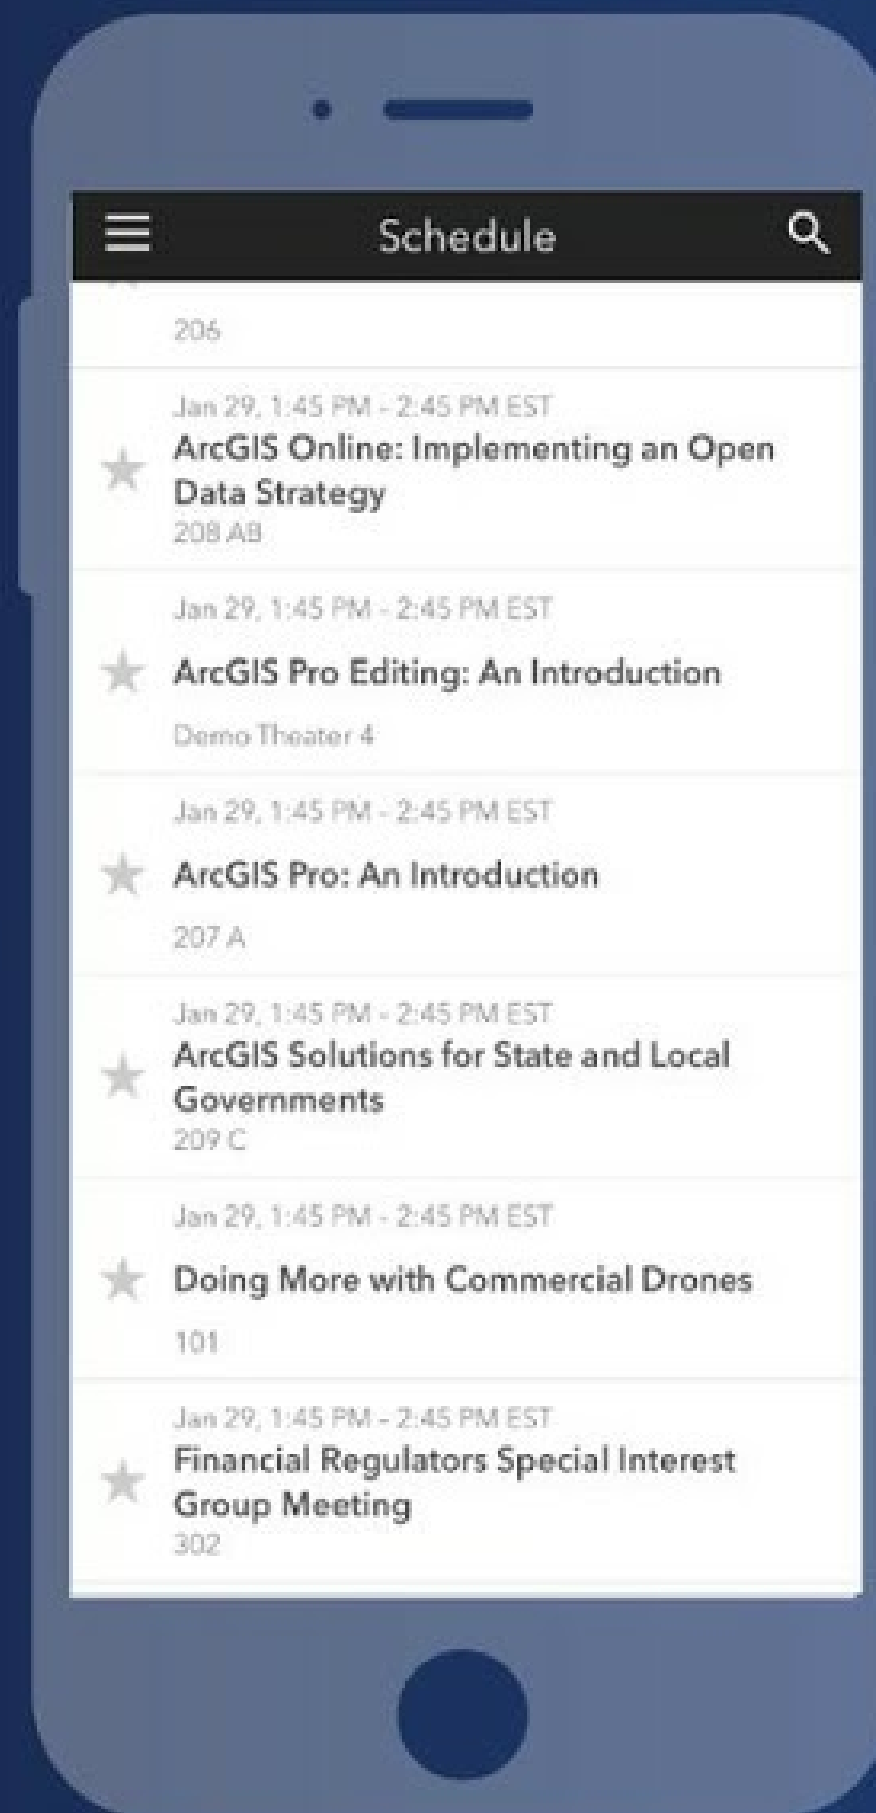 Schedule
206
Jan 29, 1:45 PM - 2:45 PM EST
ArcGIS Online: Implementing an Open
Data Strategy
208 AB
Jan 29, 1:45 PM - 2:45 PM EST
ArcGIS Pro Editing: An Introduction
Demo Theater 4
Jan 29, 1:45 PM - 2:45 PM EST
ArcGIS Pro: An Introduction
207 A
Jan 29, 1:45 PM - 2:45 PM EST
ArcGIS Solutions for State and Local
Governments
209 C
Jan 29, 1:45 PM - 2:45 PM EST
Doing More with Commercial Drones
101
Jan 29, 1:45 PM - 2:45 PM EST
Financial Regulators Special Interest
Group Meeting
302